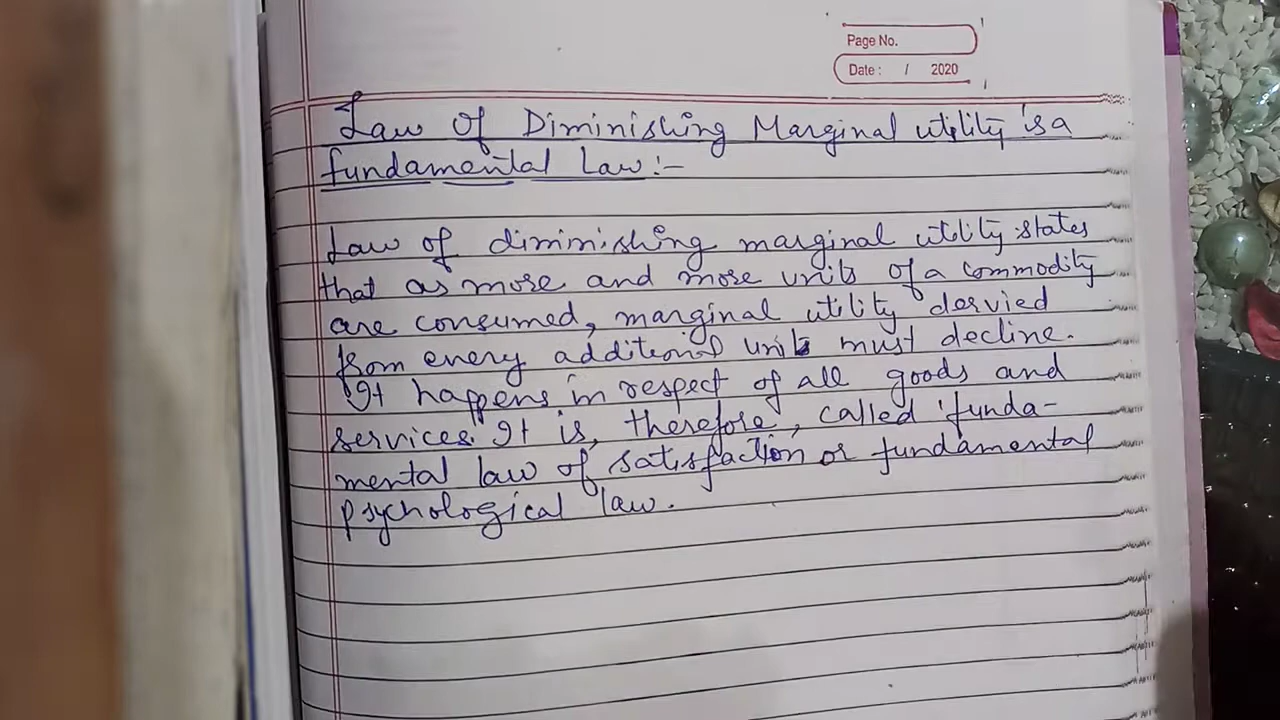 Page No.
Date : / 2020
Law Of Diminishing Marginal utility is a
fundamental Law :-
Law of diminishing marginal utility states
that as more and more units of a commodity
are consumed, marginal utility dervied
from every additional units must decline.
It happens in respect of all goods and
services. It is, therefore, called 'funda-
mental law of satisfaction or fundamental
psychological law.